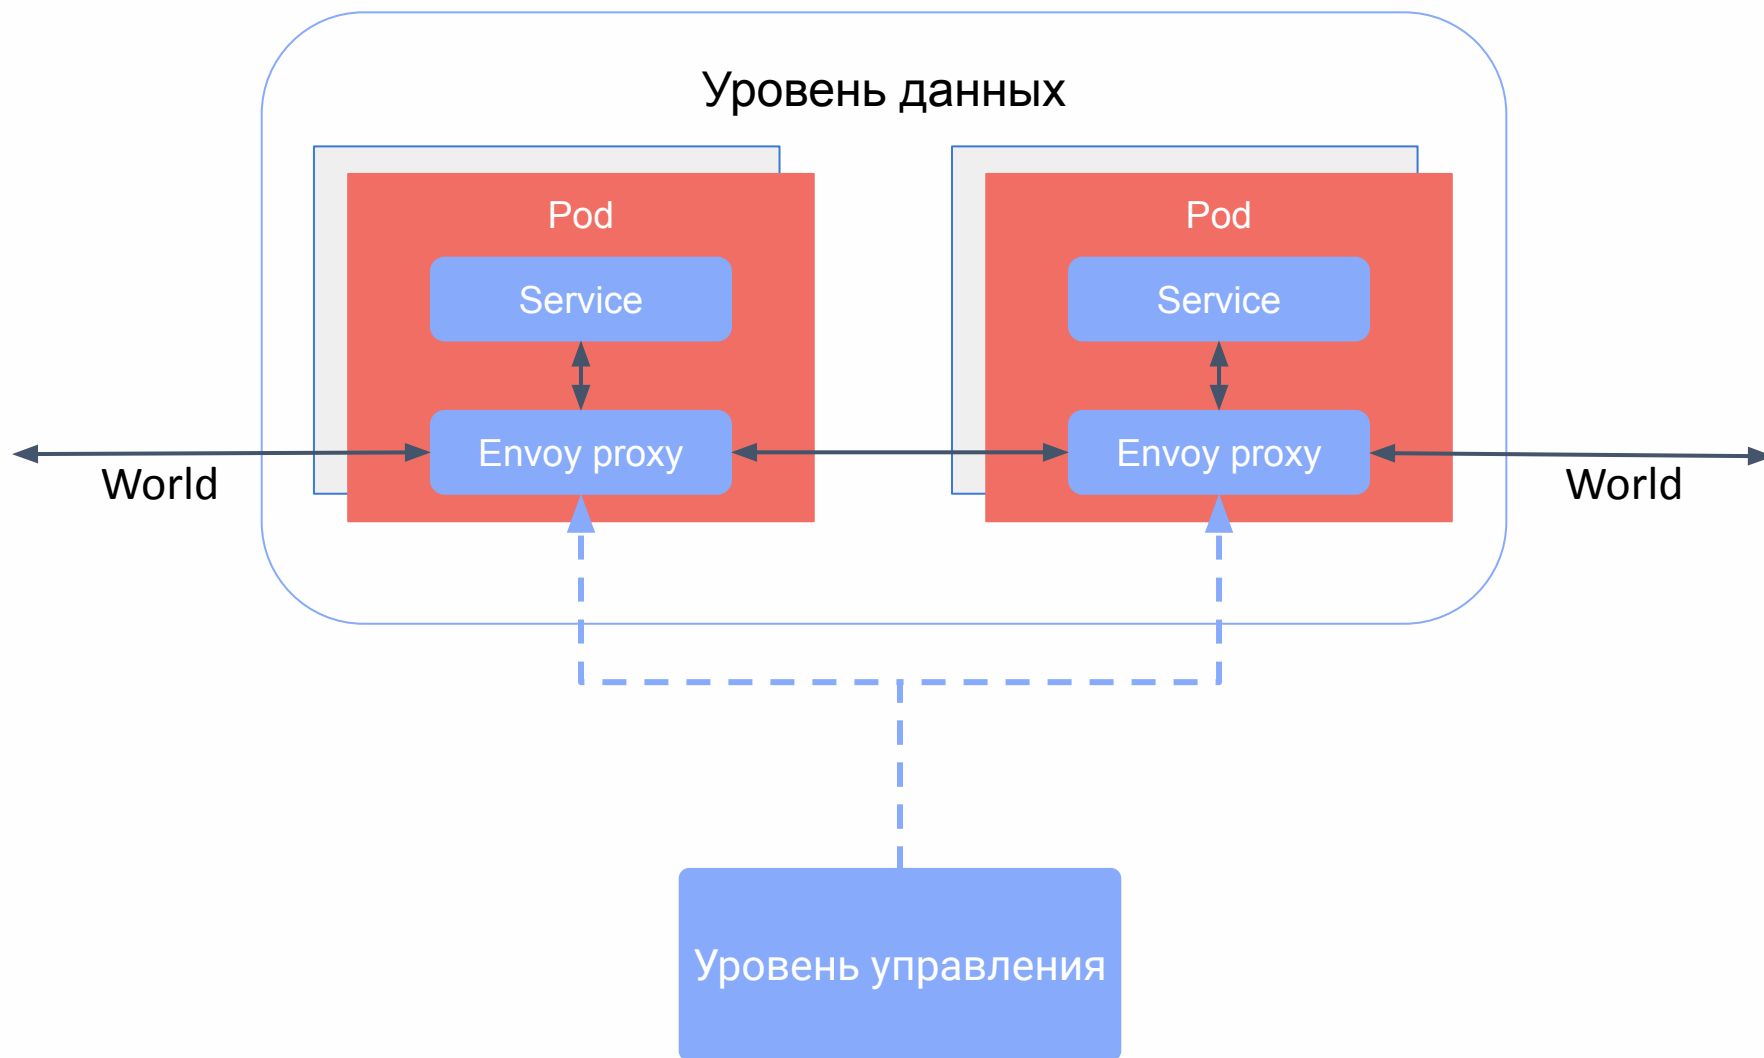 Уровень данных
Pod
Pod
Service
Service
Envoy proxy
Envoy proxy
World
World
Уровень управления